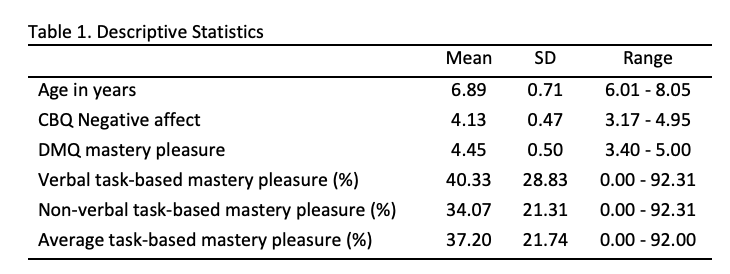 Table 1. Descriptive Statistics
Mean SD Range
Age in years 6.89 0.71 6.01 - 8.05
CBQ Negative affect 4.13 0.47 3.17 - 4.95
DMQ mastery pleasure 4.45 0.50 3.40 - 5.00
Verbal task-based mastery pleasure (%) 40.33 28.83 0.00 - 92.31
Non-verbal task-based mastery pleasure (%) 34.07 21.31 0.00 - 92.31
Average task-based mastery pleasure (%) 37.20 21.74 0.00 - 92.00